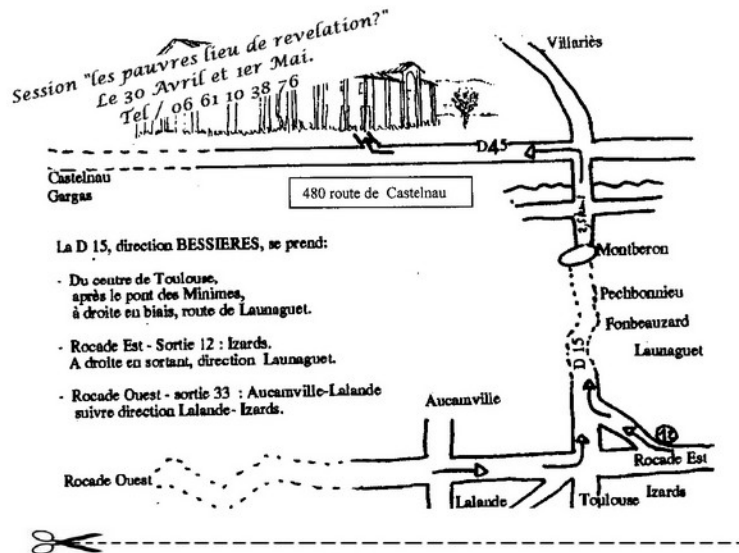 Session "les pauvres lieu de revelation?"
Le 30 Avril et 1er Mai.
Tel / 06 61 10 38 76
Villariès
D45
Castelnau
Gargas
480 route de Castelnau
Montberon
La D 15, direction BESSIERES, se prend:
- Du centre de Toulouse,
après le pont des Minimes,
à droite en biais, route de Launaguet.
- Rocade Est - Sortie 12 : Izards.
A droite en sortant, direction Launaguet.
- Rocade Ouest - sortie 33 : Aucamville-Lalande
suivre direction Lalande- Izards.
Pechbonnieu
Fonbeauzard
Launaguet
D 15
Aucamville
Rocade Ouest
Lalande
Toulouse
Rocade Est
Izards